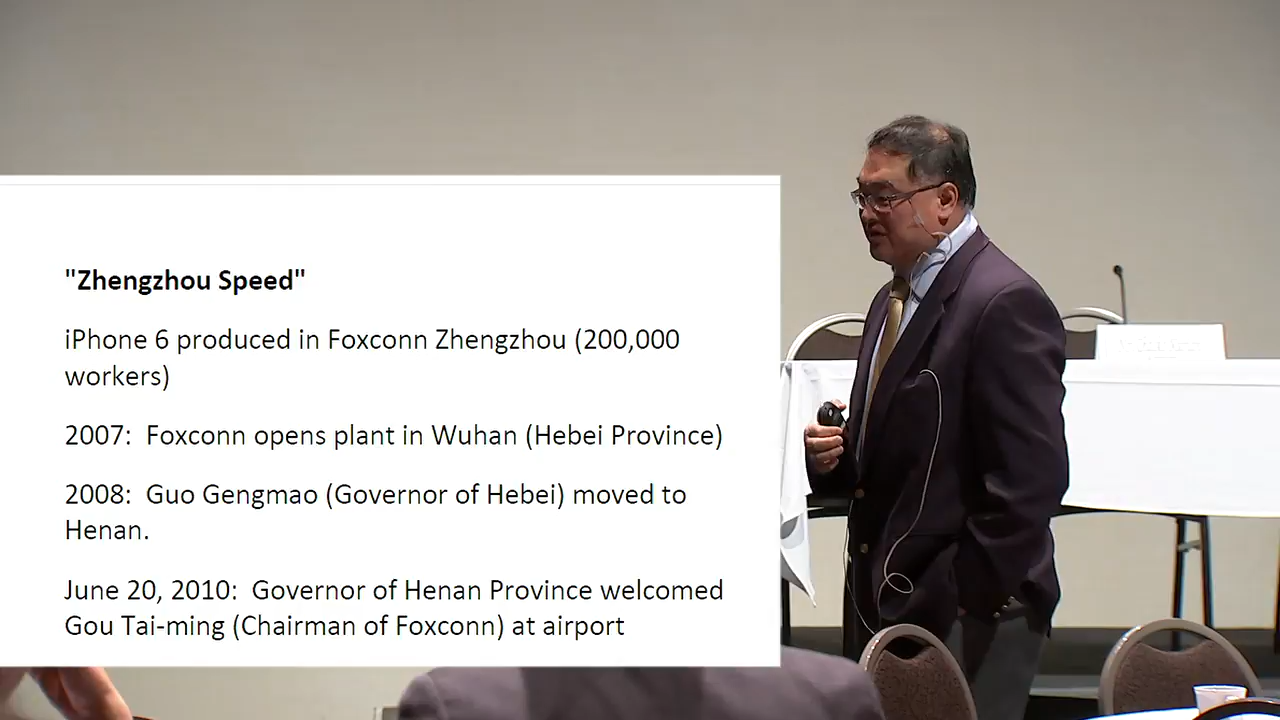 "Zhengzhou Speed"
iPhone 6 produced in Foxconn Zhengzhou (200,000
workers)
2007:  Foxconn opens plant in Wuhan (Hebei Province)
2008:  Guo Gengmao (Governor of Hebei) moved to
Henan.
June 20, 2010:  Governor of Henan Province welcomed
Gou Tai-ming (Chairman of Foxconn) at airport